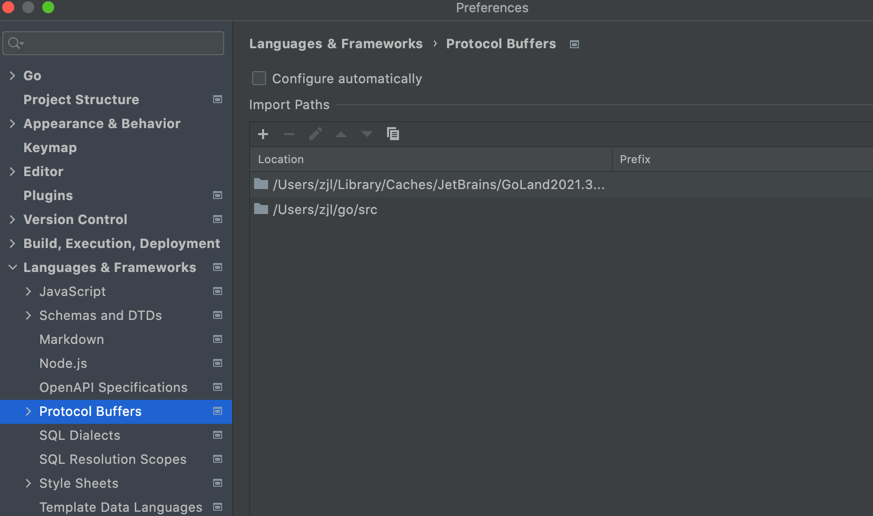 Preferences
Go
Project Structure
Appearance & Behavior
Keymap
Editor
Plugins
Version Control
Build, Execution, Deployment
Languages & Frameworks
JavaScript
Schemas and DTDs
Markdown
Node.js
OpenAPI Specifications
Protocol Buffers
SQL Dialects
SQL Resolution Scopes
Style Sheets
Template Data Languages
Languages & Frameworks › Protocol Buffers
Configure automatically
Import Paths
Location Prefix
/Users/zjl/Library/Caches/JetBrains/GoLand2021.3...
/Users/zjl/go/src